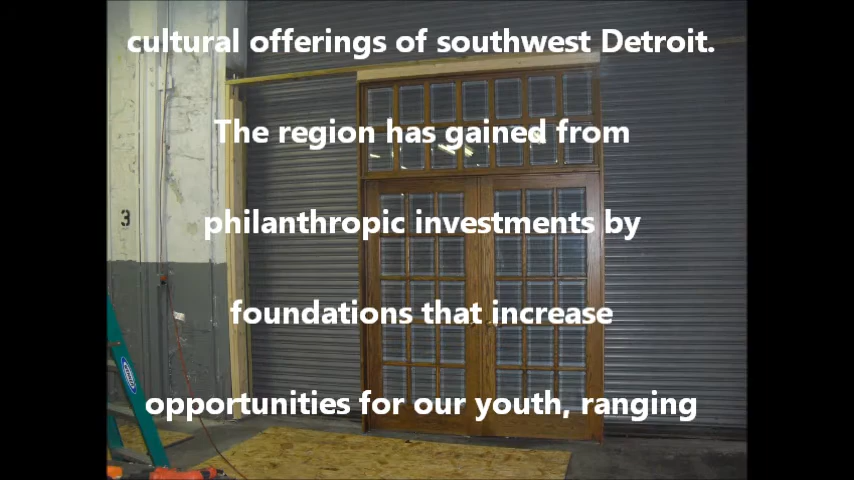 cultural offerings of southwest Detroit.
The region has gained from
philanthropic investments by
foundations that increase
opportunities for our youth, ranging
3